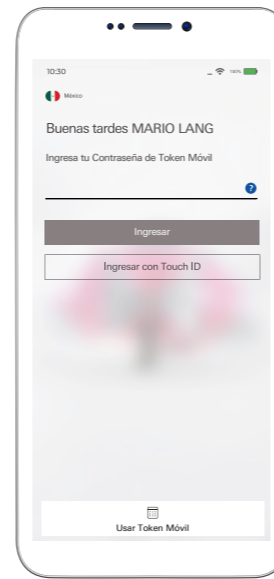 10:30
100%
México
Buenas tardes MARIO LANG
Ingresa tu Contraseña de Token Móvil
?
Ingresar
Ingresar con Touch ID
Usar Token Móvil